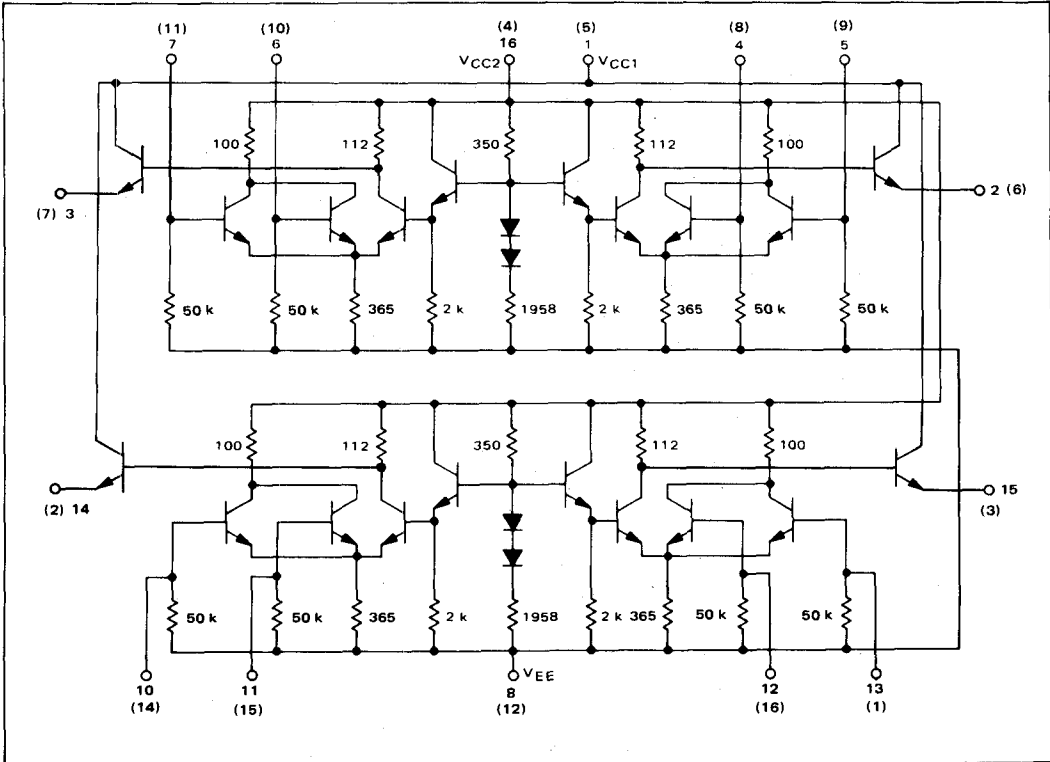 (11) (10) (4) (5) (8) (9)
7 6 16 1 4 5
VCC2 VCC1
100 112 350 112 100
(7) 3 2 (6)
50 k 50 k 365 2 k 1958 2 k 365 50 k 50 k
100 112 350 112 100
(2) 14 15
(3)
50 k 50 k 365 2 k 1958 2 k 365 50 k 50 k
VEE
10 11 8 12 13
(14) (15) (12) (16) (1)